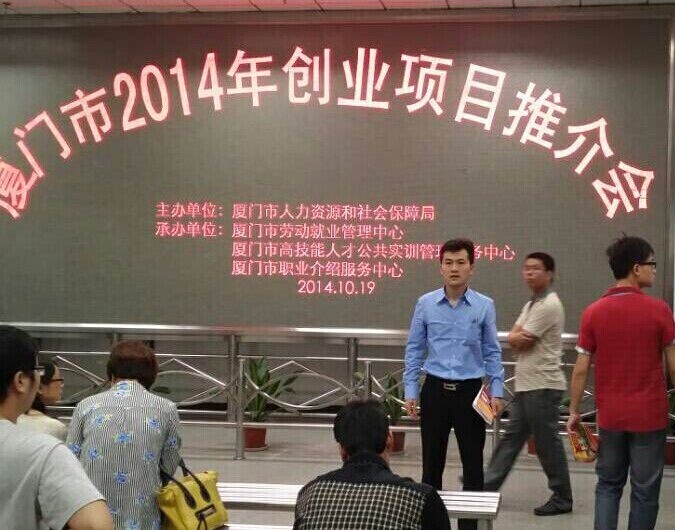 厦门市2014年创业项目推介会
主办单位：厦门市人力资源和社会保障局
承办单位：厦门市劳动就业管理中心
厦门市高技能人才公共实训管理服务中心
厦门市职业介绍服务中心
2014.10.19